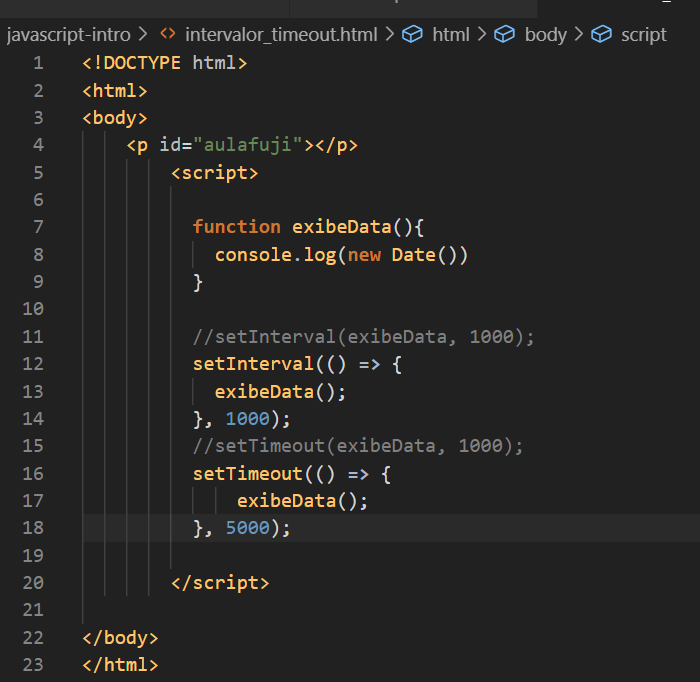 javascript-intro > <> intervalor_timeout.html > html > body > script
1 <!DOCTYPE html>
2 <html>
3 <body>
4 <p id="aulafuji"></p>
5 <script>
6
7 function exibeData(){
8 console.log(new Date())
9 }
10
11 //setInterval(exibeData, 1000);
12 setInterval(() => {
13 exibeData();
14 }, 1000);
15 //setTimeout(exibeData, 1000);
16 setTimeout(() => {
17 exibeData();
18 }, 5000);
19
20 </script>
21
22 </body>
23 </html>